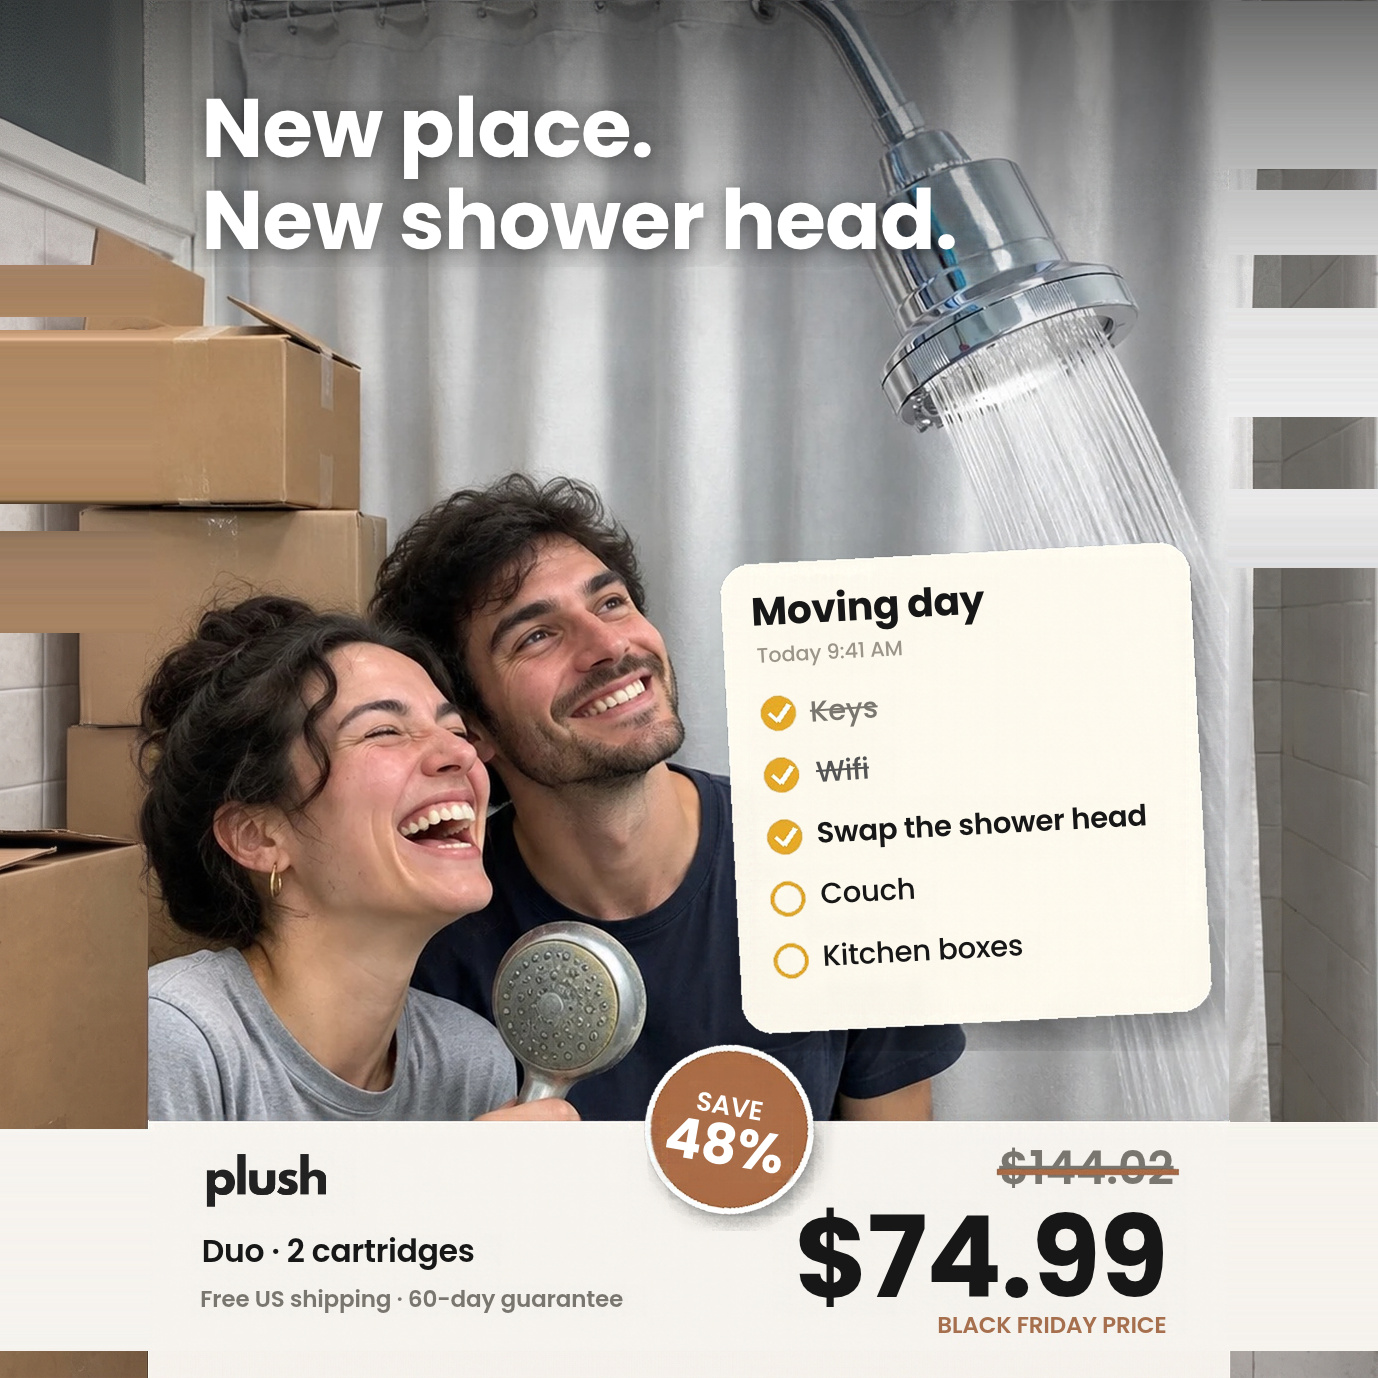 New place.
New shower head.
Moving day
Today 9:41 AM
Keys
Wifi
Swap the shower head
Couch
Kitchen boxes
SAVE
48%
plush
Duo · 2 cartridges
Free US shipping · 60-day guarantee
$144.02
$74.99
BLACK FRIDAY PRICE